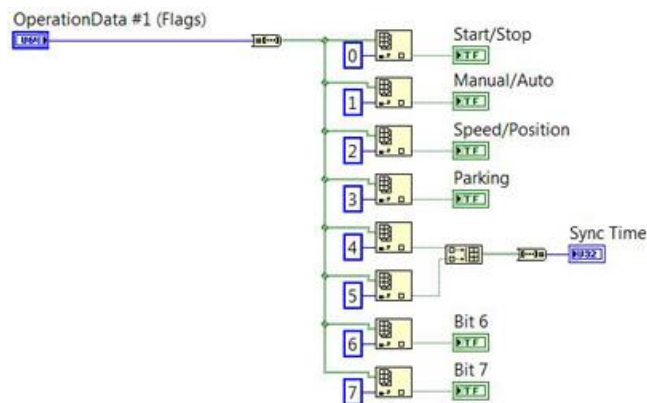 OperationData #1 (Flags)
U64
0
Start/Stop
TF
1
Manual/Auto
TF
2
Speed/Position
TF
3
Parking
TF
4
Sync Time
U32
5
6
Bit 6
TF
7
Bit 7
TF